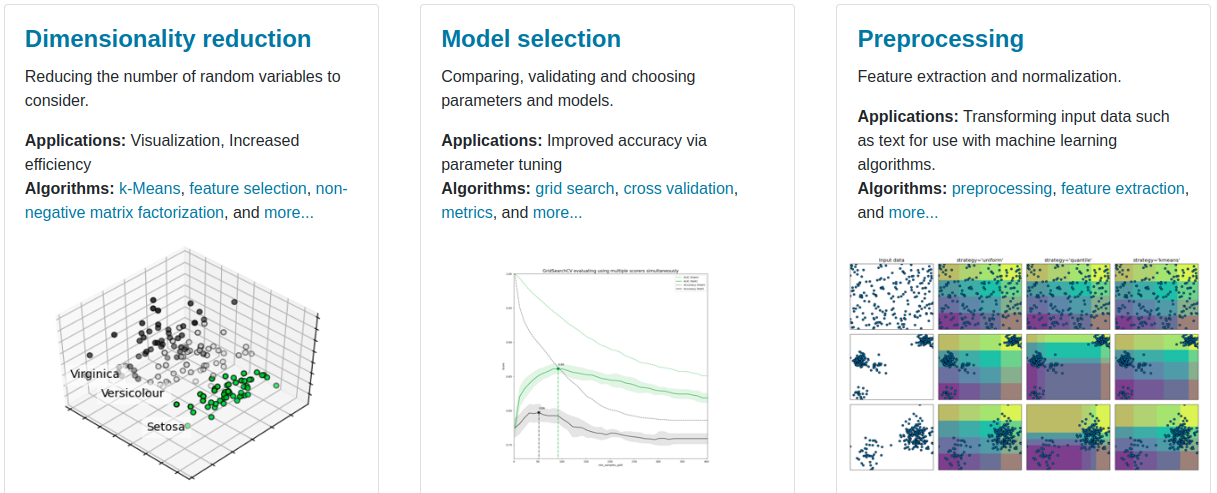 Dimensionality reduction
Reducing the number of random variables to
consider.
Applications: Visualization, Increased
efficiency
Algorithms: k-Means, feature selection, non-
negative matrix factorization, and more...
Virginica
Versicolour
Setosa
Model selection
Comparing, validating and choosing
parameters and models.
Applications: Improved accuracy via
parameter tuning
Algorithms: grid search, cross validation,
metrics, and more...
GridSearchCV evaluating using multiple scorers simultaneously
Preprocessing
Feature extraction and normalization.
Applications: Transforming input data such
as text for use with machine learning
algorithms.
Algorithms: preprocessing, feature extraction,
and more...
Input data
strategy='uniform'
strategy='quantile'
strategy='kmeans'